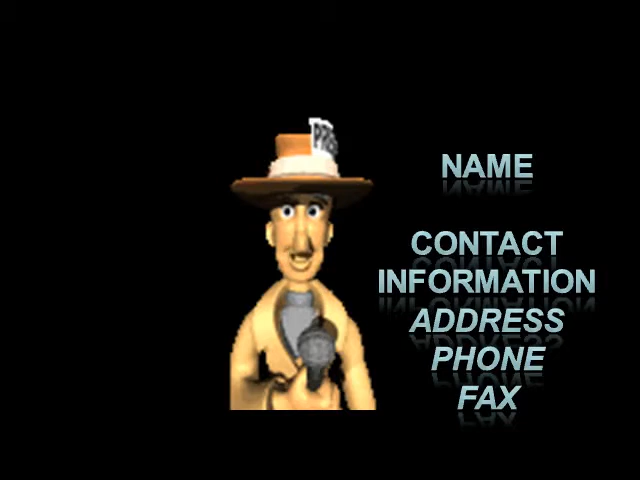 NAME
CONTACT
INFORMATION
ADDRESS
PHONE
FAX